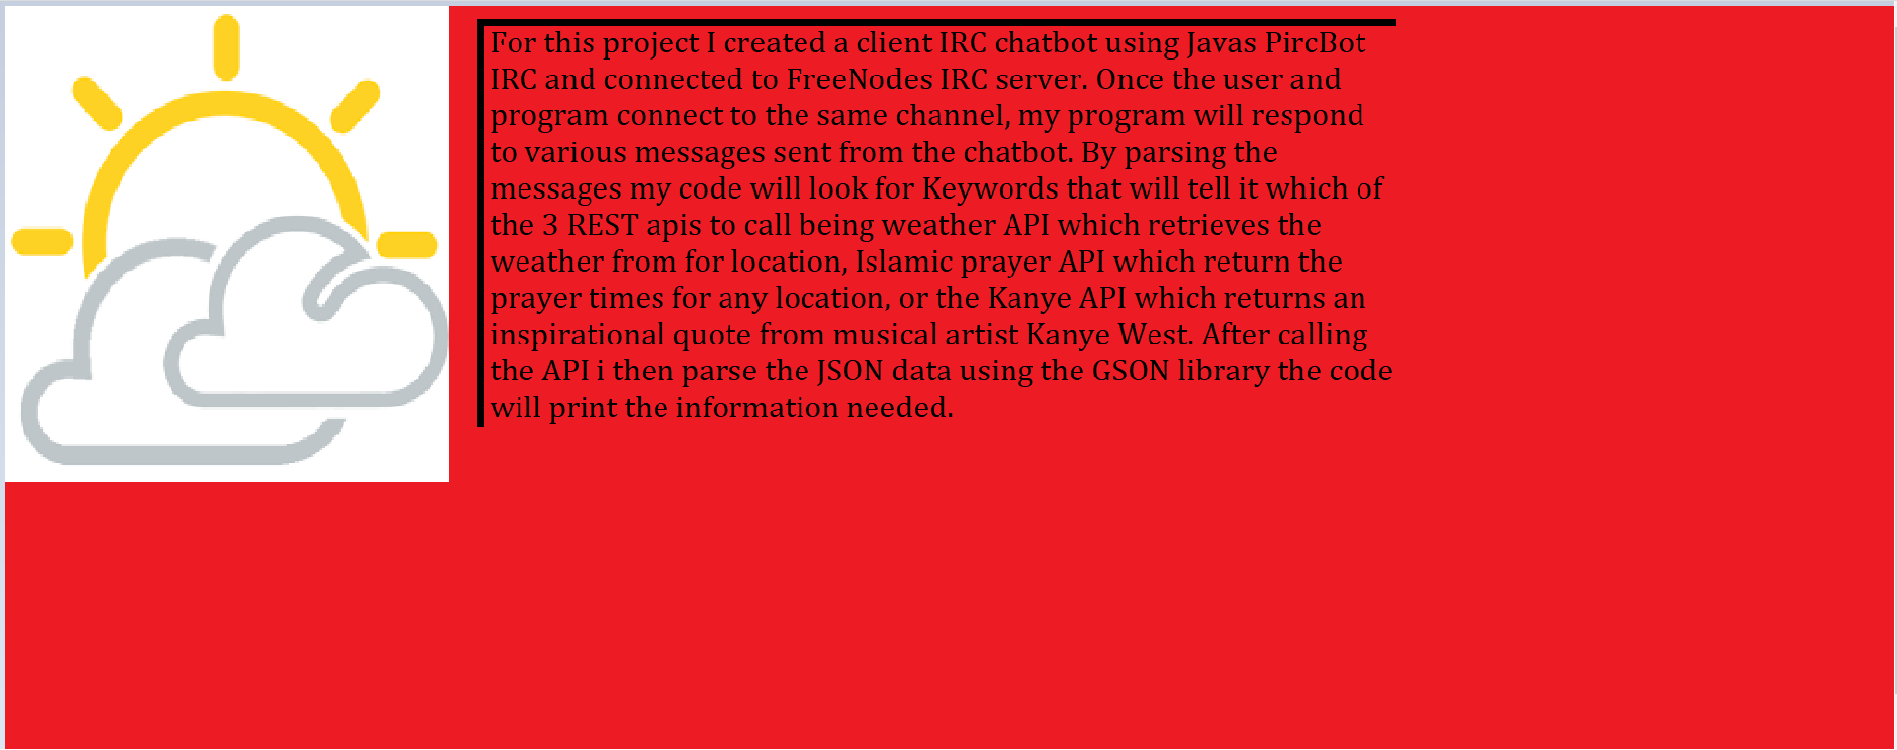 For this project I created a client IRC chatbot using Javas PircBot
IRC and connected to FreeNodes IRC server. Once the user and
program connect to the same channel, my program will respond
to various messages sent from the chatbot. By parsing the
messages my code will look for Keywords that will tell it which of
the 3 REST apis to call being weather API which retrieves the
weather from for location, Islamic prayer API which return the
prayer times for any location, or the Kanye API which returns an
inspirational quote from musical artist Kanye West. After calling
the API i then parse the JSON data using the GSON library the code
will print the information needed.